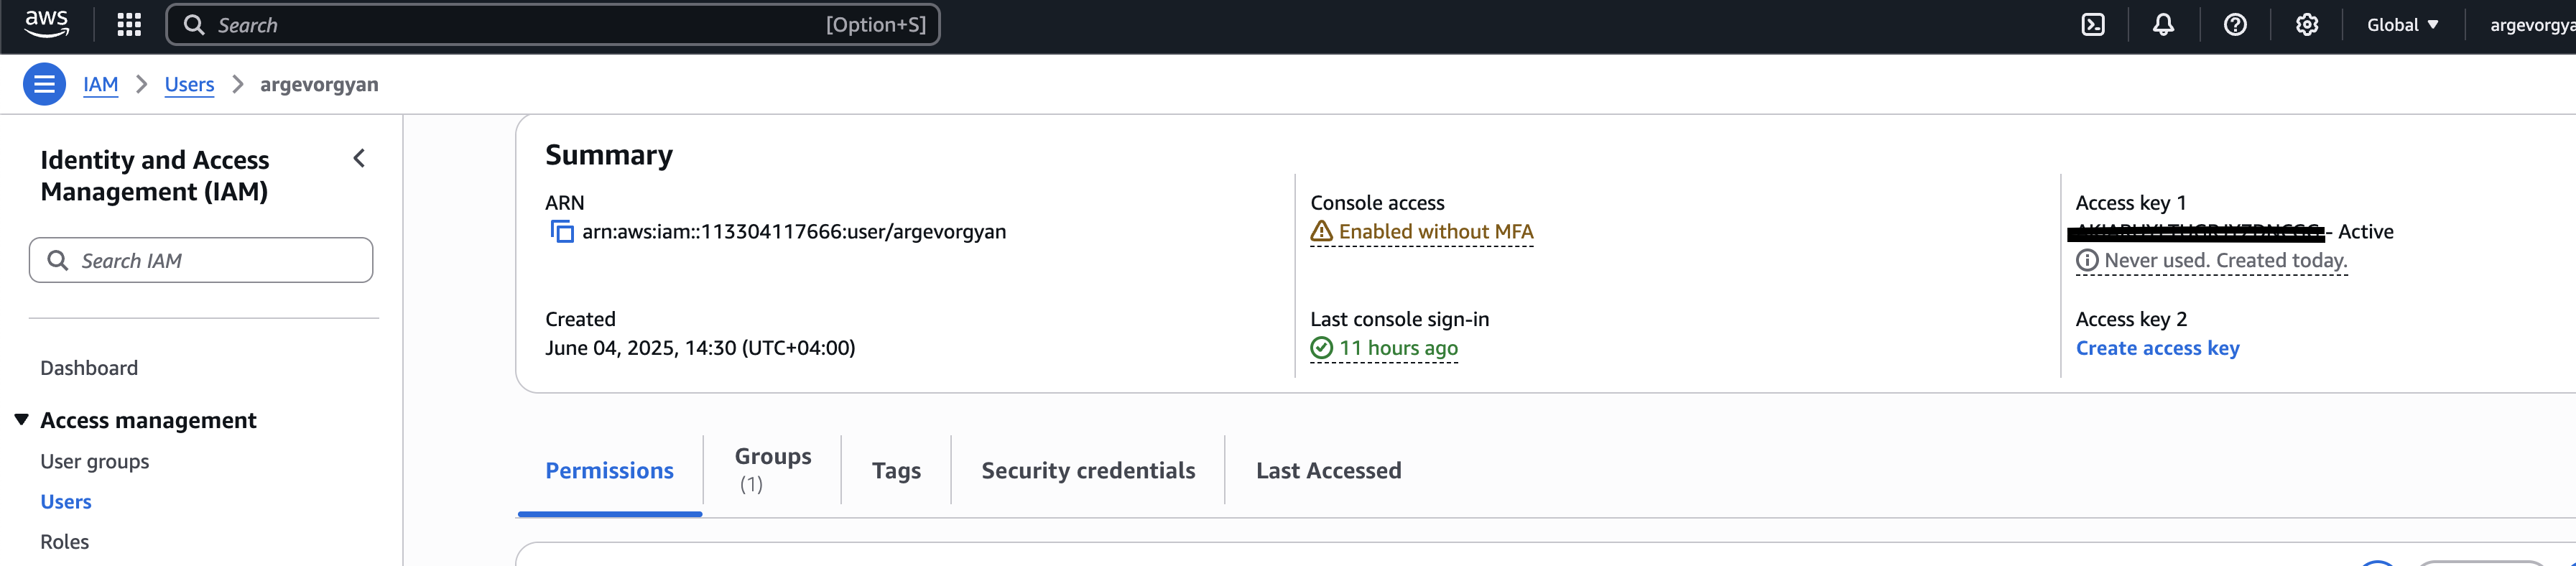 aws
Search
[Option+S]
Global
IAM
Users
argevorgyan
Identity and Access
Management (IAM)
Search IAM
Dashboard
Access management
User groups
Users
Roles
Summary
ARN
arn:aws:iam::113304117666:user/argevorgyan
Created
June 04, 2025, 14:30 (UTC+04:00)
Console access
Enabled without MFA
Last console sign-in
11 hours ago
Access key 1
- Active
Never used. Created today.
Access key 2
Create access key
Permissions
Groups
(1)
Tags
Security credentials
Last Accessed